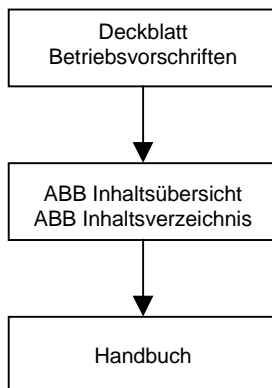 Deckblatt
Betriebsvorschriften
ABB Inhaltsübersicht
ABB Inhaltsverzeichnis
Handbuch